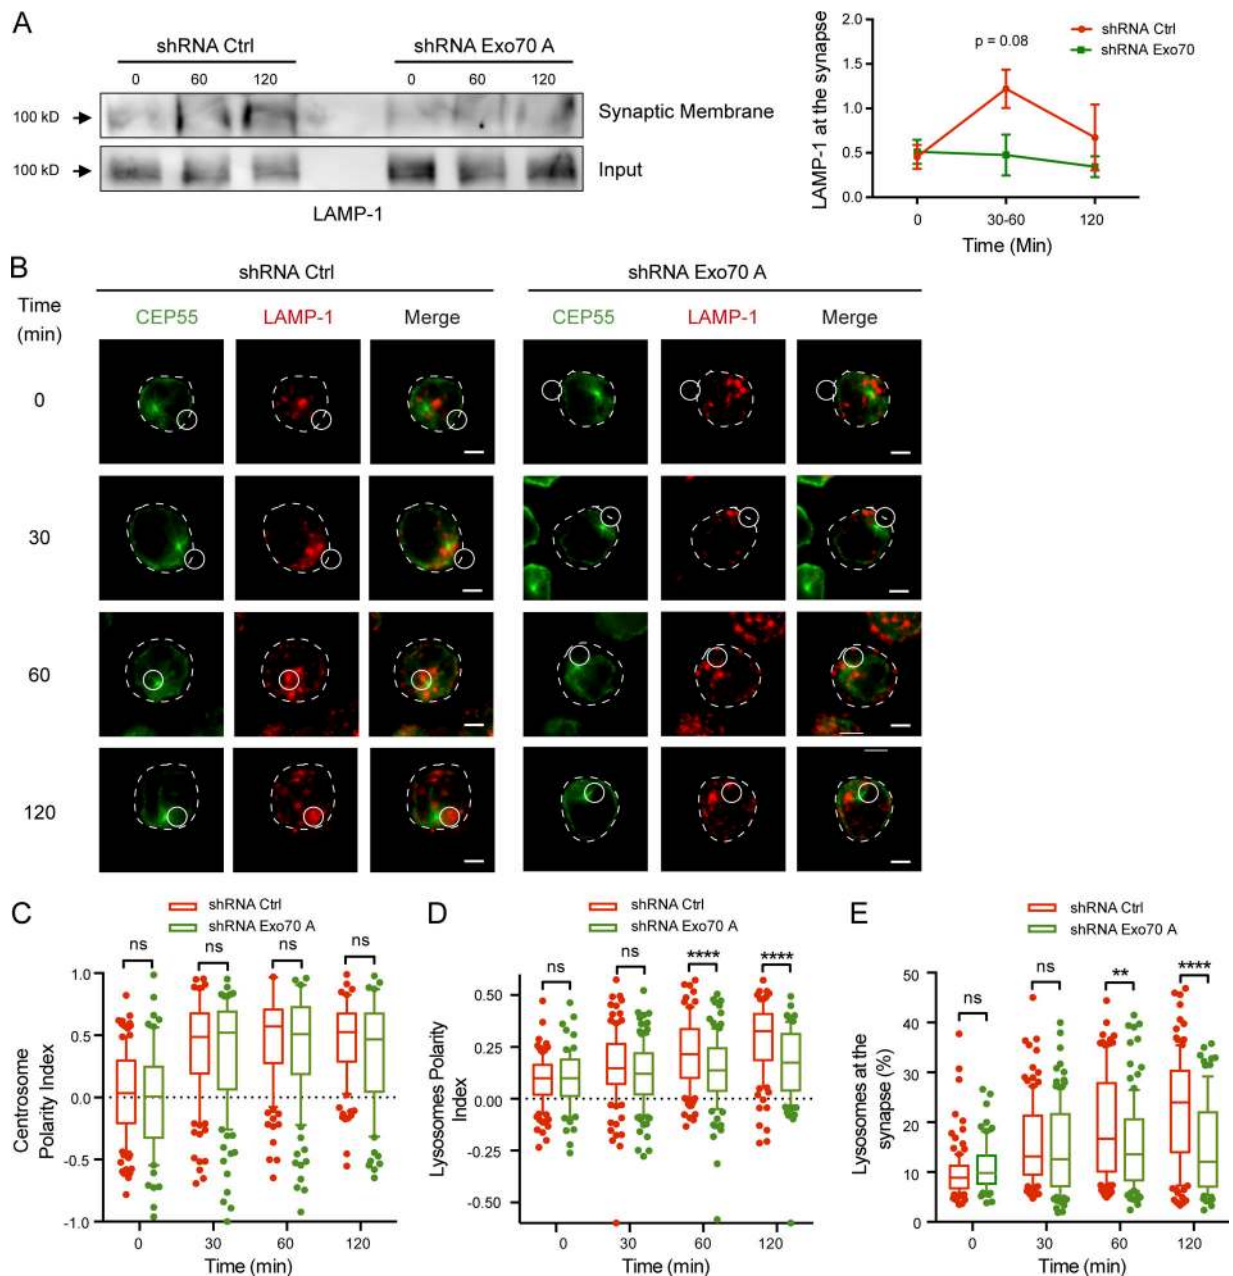 A
shRNA Ctrl
shRNA Exo70 A
0 60 120
0 60 120
100 kD
Synaptic Membrane
100 kD
Input
LAMP-1
LAMP-1 at the synapse
2.0
1.5
1.0
0.5
0.0
p = 0.08
shRNA Ctrl
shRNA Exo70
0 30-60 120
Time (Min)
B
shRNA Ctrl
shRNA Exo70 A
Time
(min)
CEP55 LAMP-1 Merge
CEP55 LAMP-1 Merge
0
30
60
120
C
shRNA Ctrl
shRNA Exo70 A
ns ns ns ns
Centrosome
Polarity Index
1.0
0.5
0.0
-0.5
-1.0
0 30 60 120
Time (min)
D
shRNA Ctrl
shRNA Exo70 A
ns ns **** ****
Lysosomes Polarity
Index
0.50
0.25
0.00
-0.25
-0.50
0 30 60 120
Time (min)
E
shRNA Ctrl
shRNA Exo70 A
ns ns ** ****
Lysosomes at the
synapse (%)
50
40
30
20
10
0
0 30 60 120
Time (min)